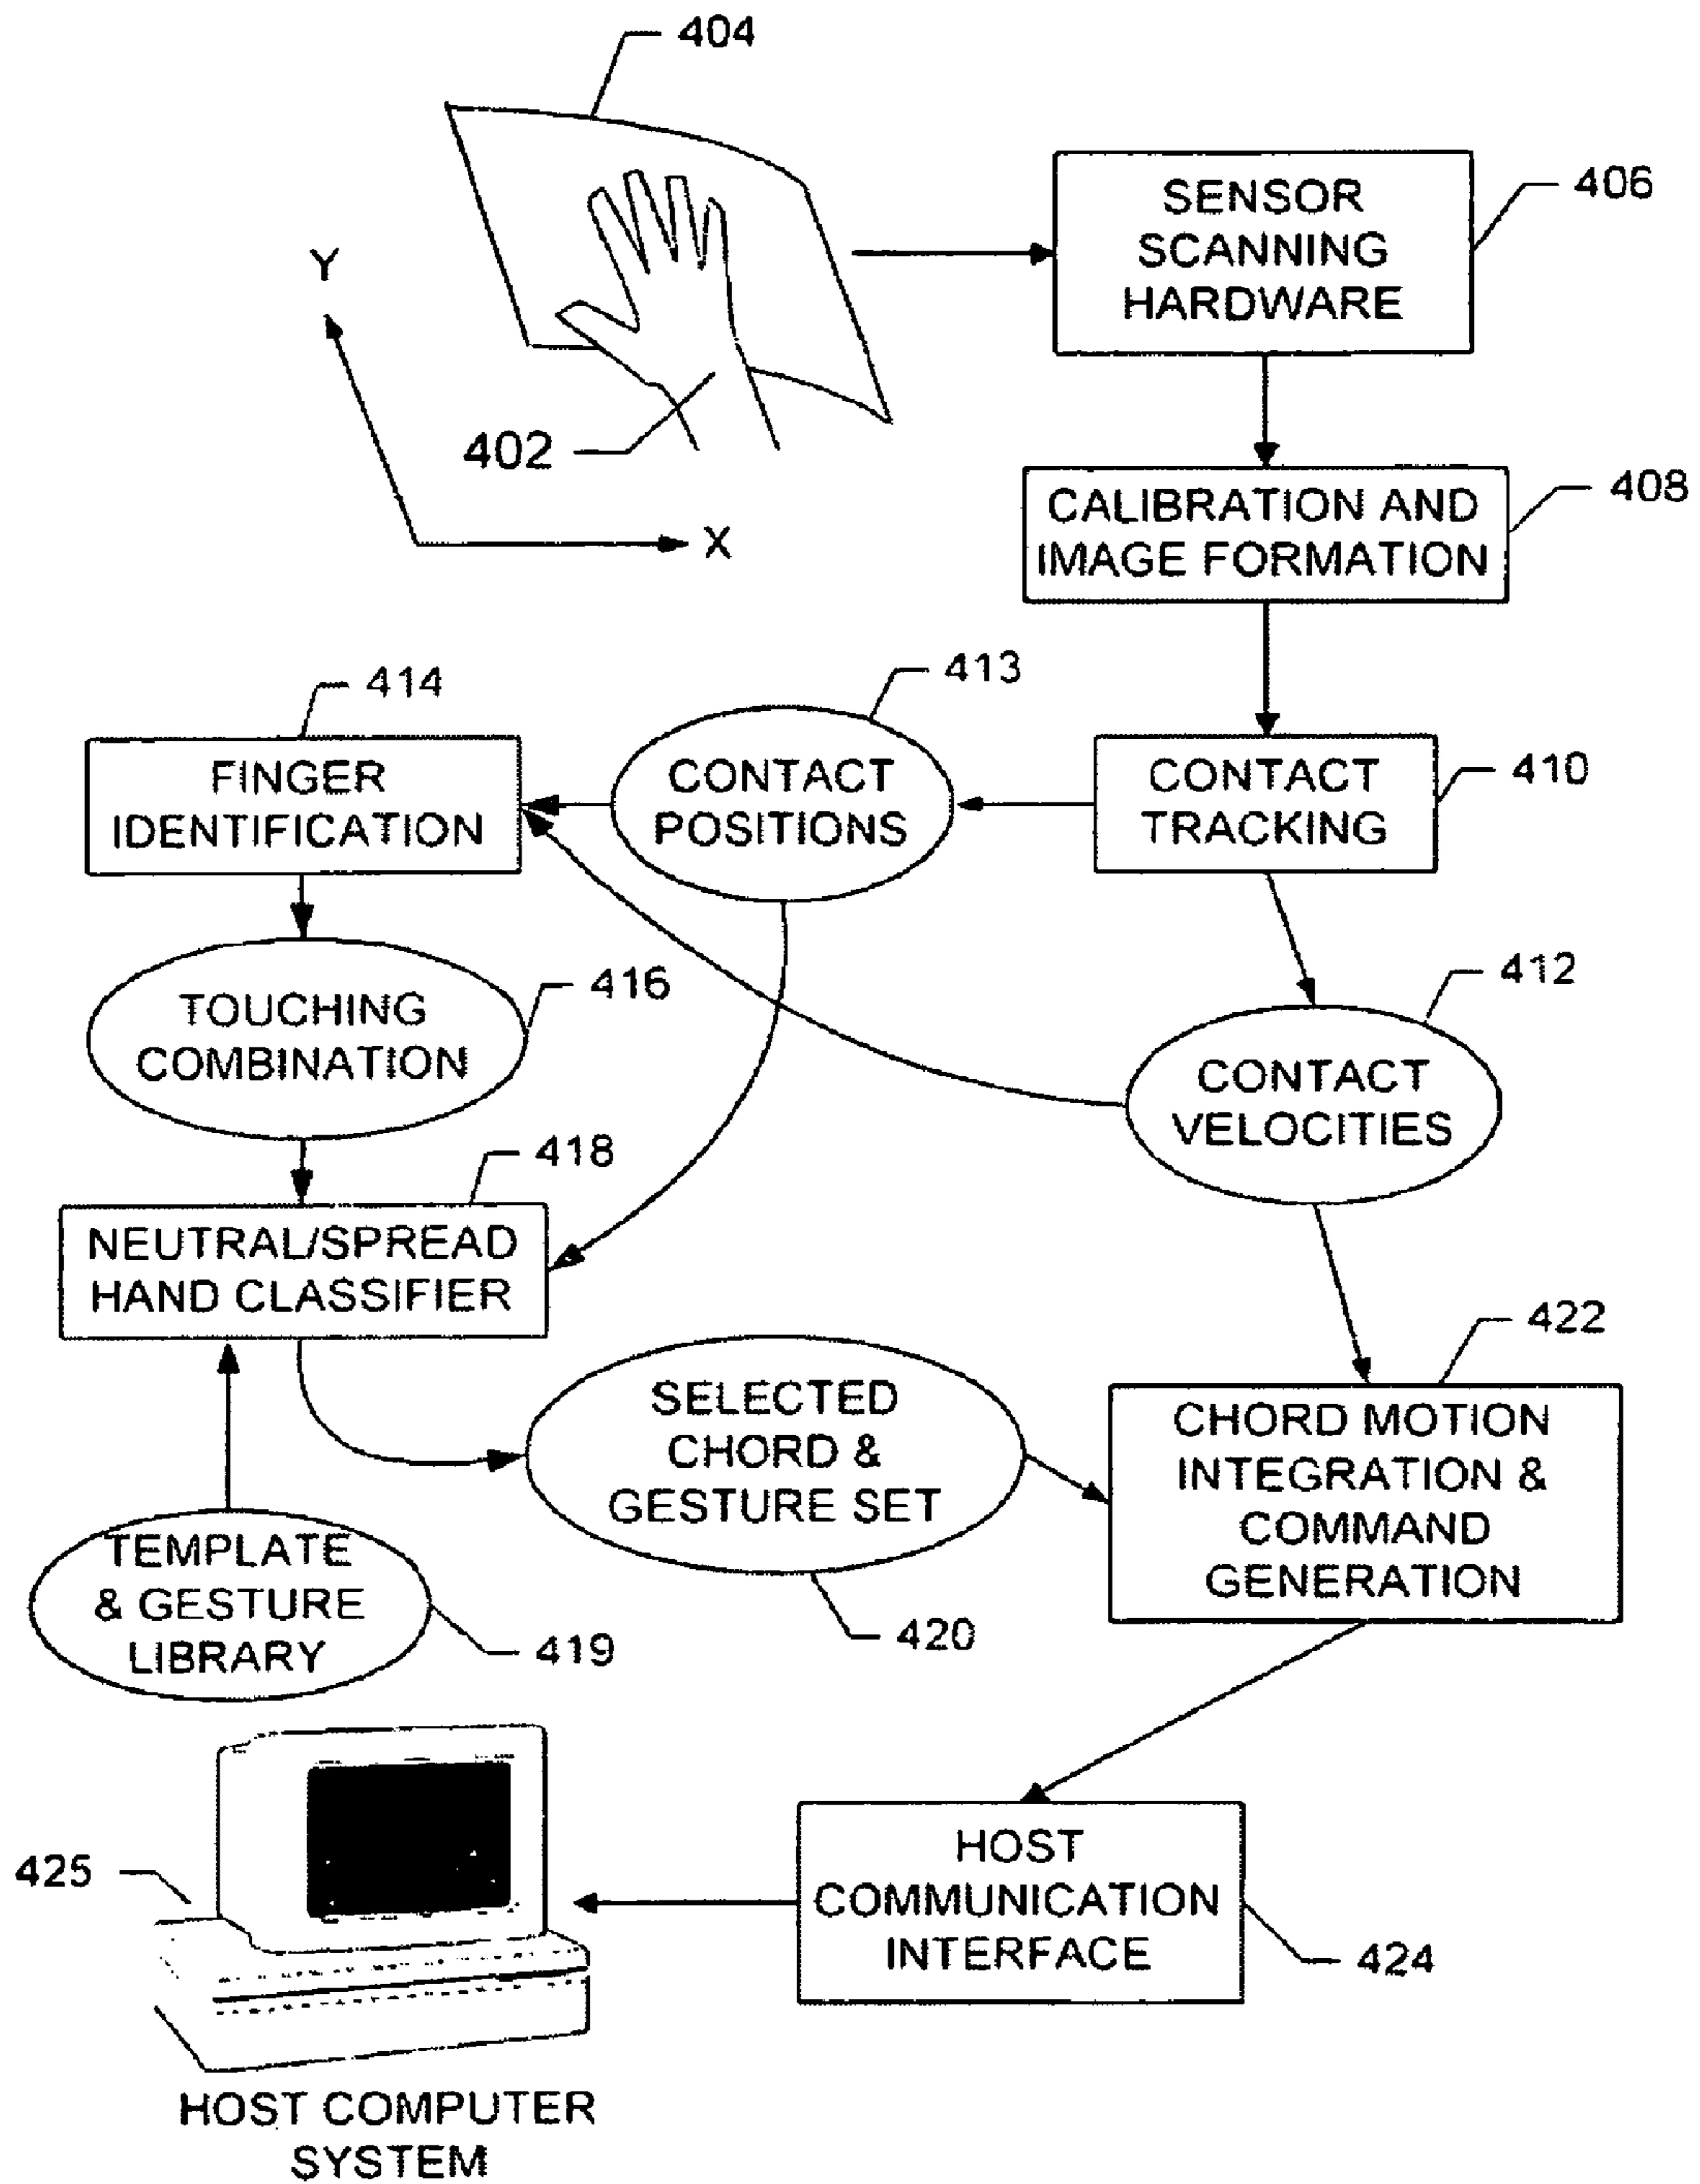 404
SENSOR
SCANNING
HARDWARE
406
Y
402
X
CALIBRATION AND
IMAGE FORMATION
408
414
413
FINGER
IDENTIFICATION
CONTACT
POSITIONS
CONTACT
TRACKING
410
TOUCHING
COMBINATION
416
412
CONTACT
VELOCITIES
418
NEUTRAL/SPREAD
HAND CLASSIFIER
422
SELECTED
CHORD &
GESTURE SET
420
CHORD MOTION
INTEGRATION &
COMMAND
GENERATION
TEMPLATE
& GESTURE
LIBRARY
419
425
HOST
COMMUNICATION
INTERFACE
424
HOST COMPUTER
SYSTEM